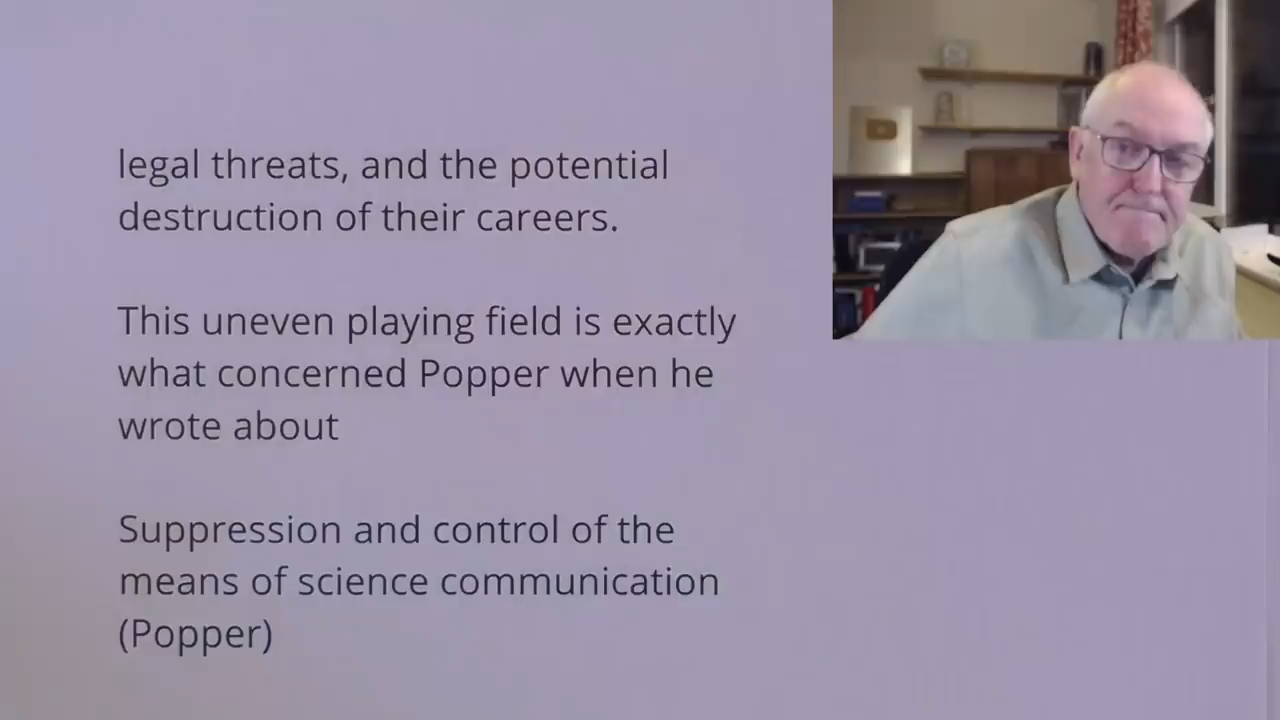 legal threats, and the potential
destruction of their careers.
This uneven playing field is exactly
what concerned Popper when he
wrote about
Suppression and control of the
means of science communication
(Popper)